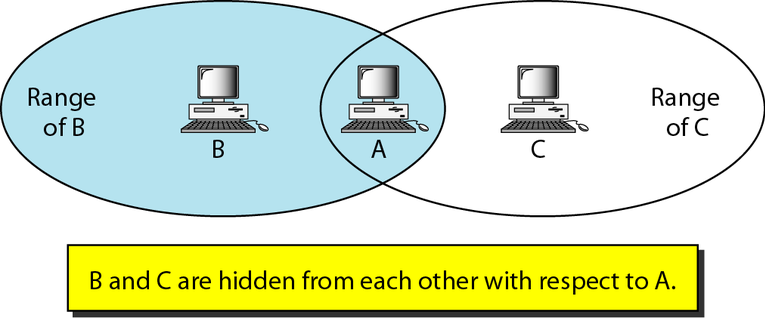 Range
of B
B
A
C
Range
of C
B and C are hidden from each other with respect to A.